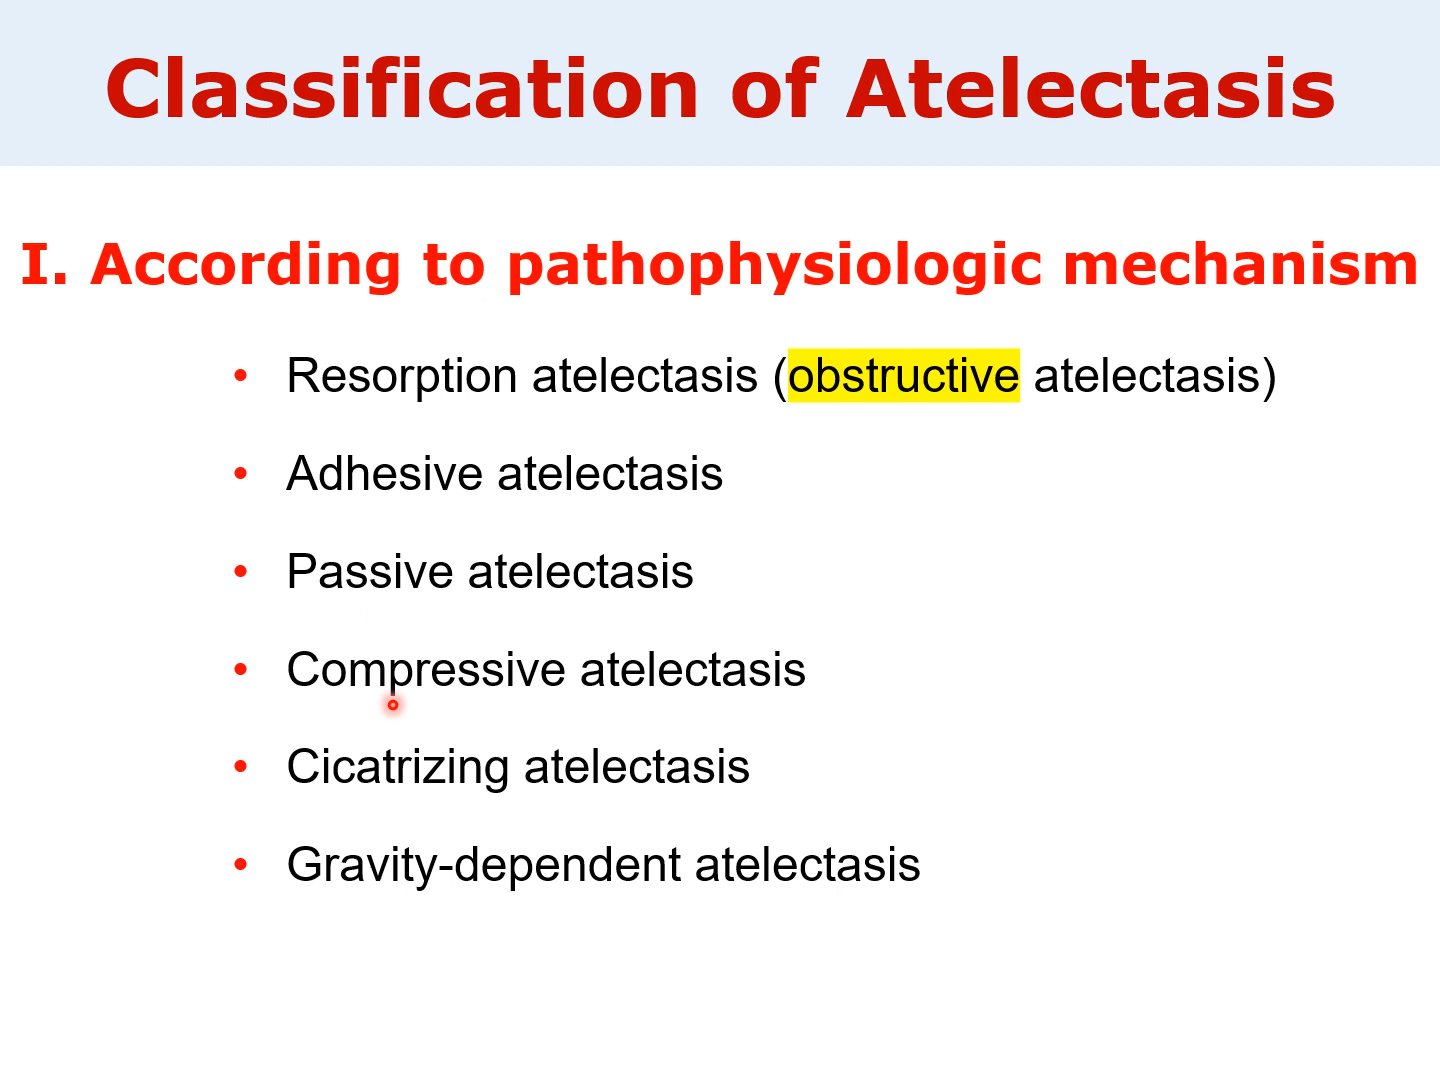 Classification of Atelectasis
I. According to pathophysiologic mechanism
• Resorption atelectasis (obstructive atelectasis)
• Adhesive atelectasis
• Passive atelectasis
• Compressive atelectasis
• Cicatrizing atelectasis
• Gravity-dependent atelectasis